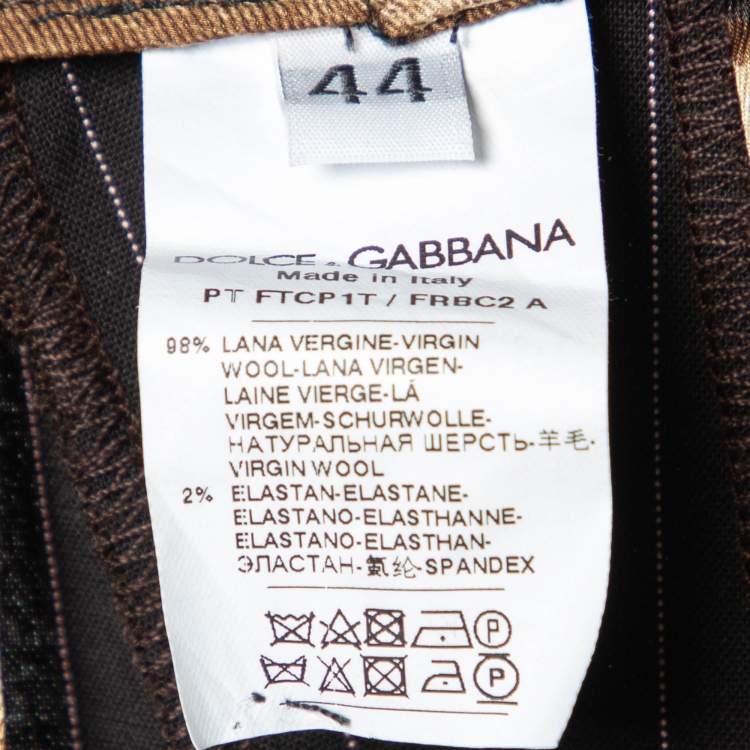 44
DOLCE & GABBANA
Made in Italy
PT FTCP1T / FRBC2 A
98% LANA VERGINE-VIRGIN
WOOL-LANA VIRGEN-
LAINE VIERGE-LÃ
VIRGEM-SCHURWOLLE-
НАТУРАЛЬНАЯ ШЕРСТЬ-羊毛-
VIRGIN WOOL
2% ELASTAN-ELASTANE-
ELASTANO-ELASTHANNE-
ELASTANO-ELASTHAN-
ЭЛАСТАН-氨纶-SPANDEX
P
P